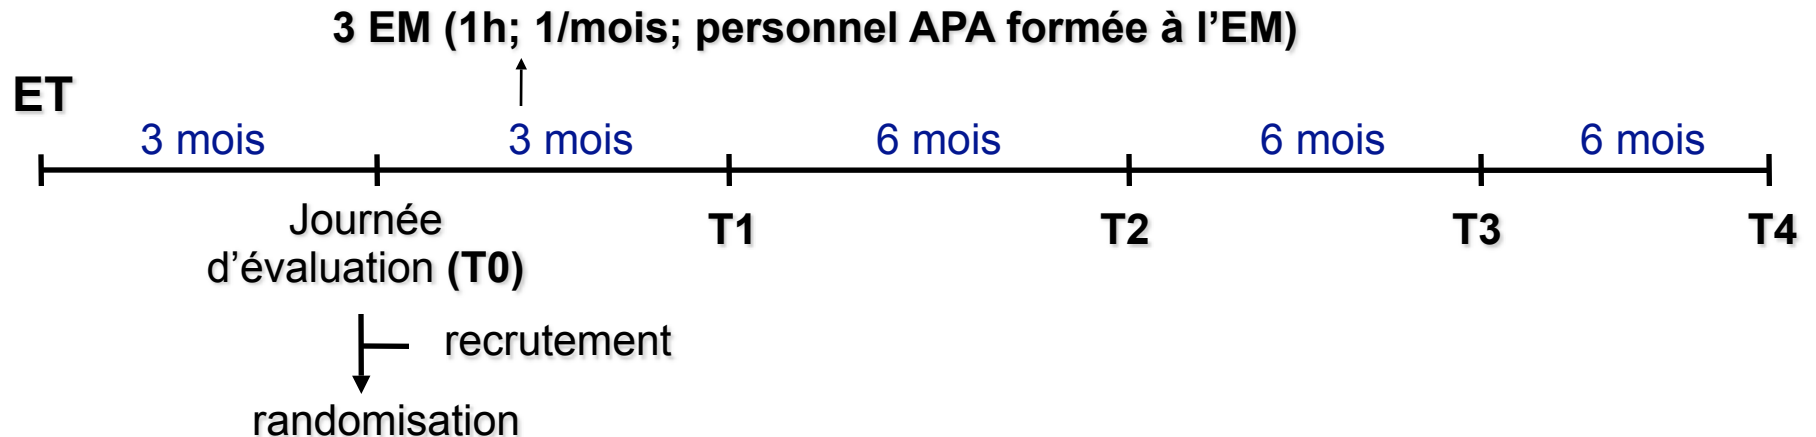 3 EM (1h; 1/mois; personnel APA formée à l’EM)
ET
3 mois
3 mois
6 mois
6 mois
6 mois
Journée
d’évaluation (T0)
T1
T2
T3
T4
recrutement
randomisation